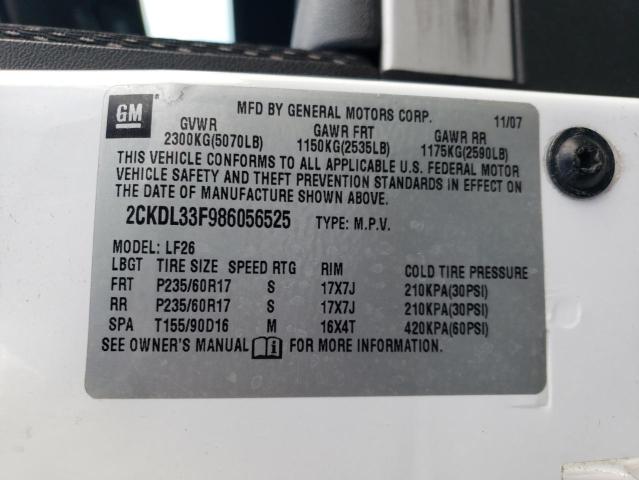 GM MFD BY GENERAL MOTORS CORP. 11/07
GVWR GAWR FRT GAWR RR
2300KG(5070LB) 1150KG(2535LB) 1175KG(2590LB)
THIS VEHICLE CONFORMS TO ALL APPLICABLE U.S. FEDERAL MOTOR
VEHICLE SAFETY AND THEFT PREVENTION STANDARDS IN EFFECT ON
THE DATE OF MANUFACTURE SHOWN ABOVE.
2CKDL33F986056525 TYPE: M.P.V.
MODEL: LF26
LBGT TIRE SIZE SPEED RTG RIM COLD TIRE PRESSURE
FRT P235/60R17 S 17X7J 210KPA(30PSI)
RR P235/60R17 S 17X7J 210KPA(30PSI)
SPA T155/90D16 M 16X4T 420KPA(60PSI)
SEE OWNER'S MANUAL FOR MORE INFORMATION.